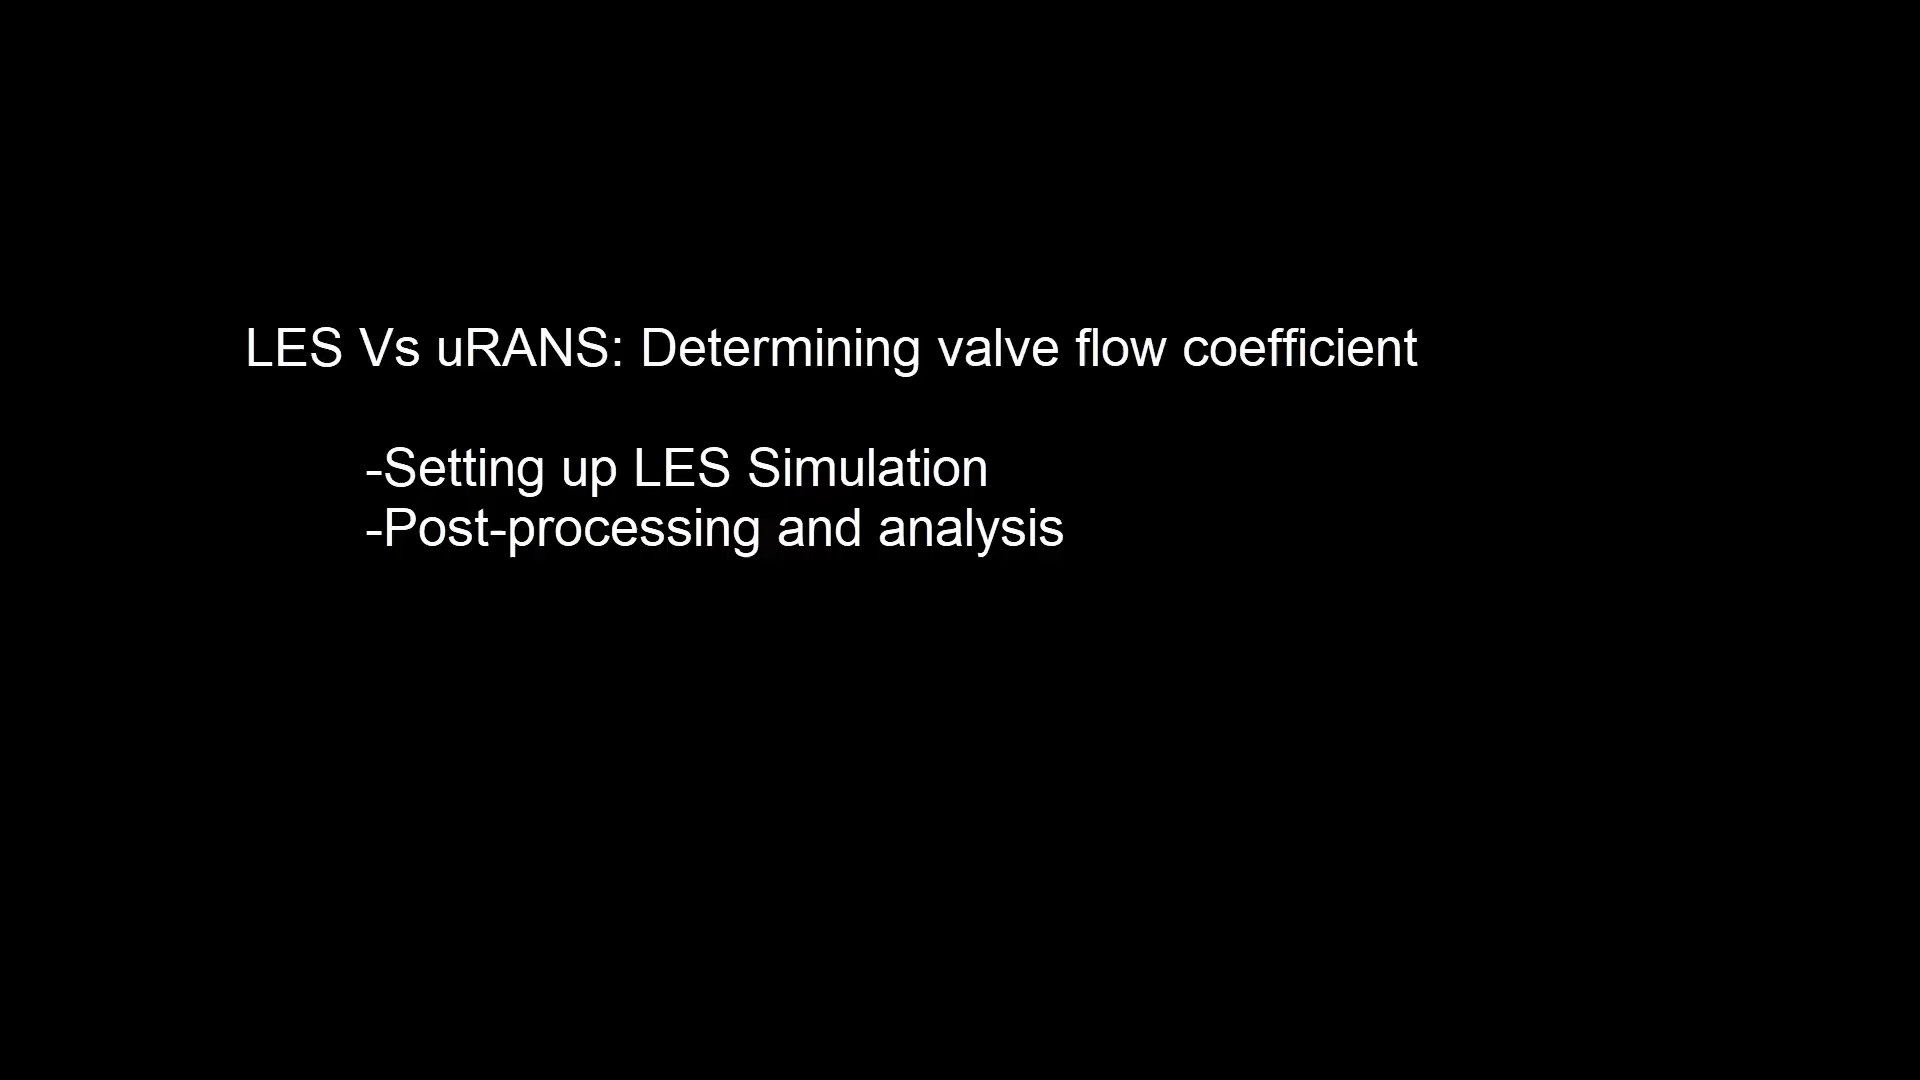 LES Vs uRANS: Determining valve flow coefficient
-Setting up LES Simulation
-Post-processing and analysis